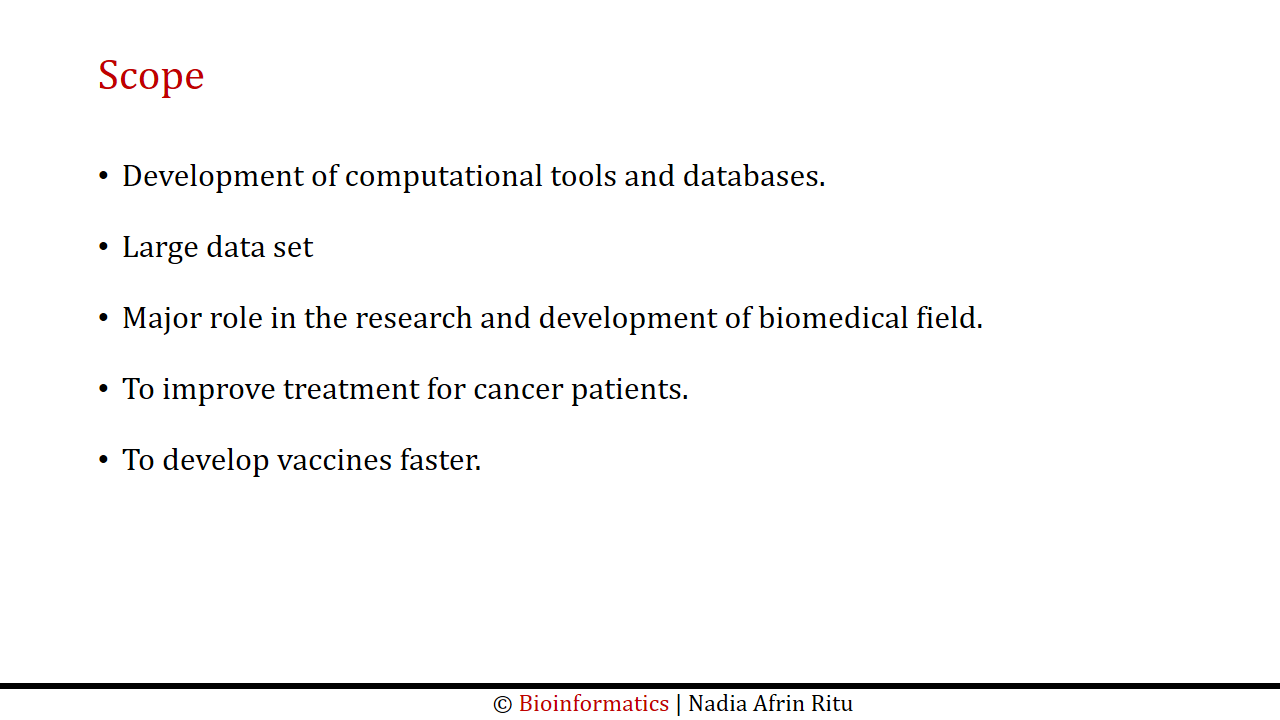 Scope
• Development of computational tools and databases.
• Large data set
• Major role in the research and development of biomedical field.
• To improve treatment for cancer patients.
• To develop vaccines faster.
© Bioinformatics | Nadia Afrin Ritu